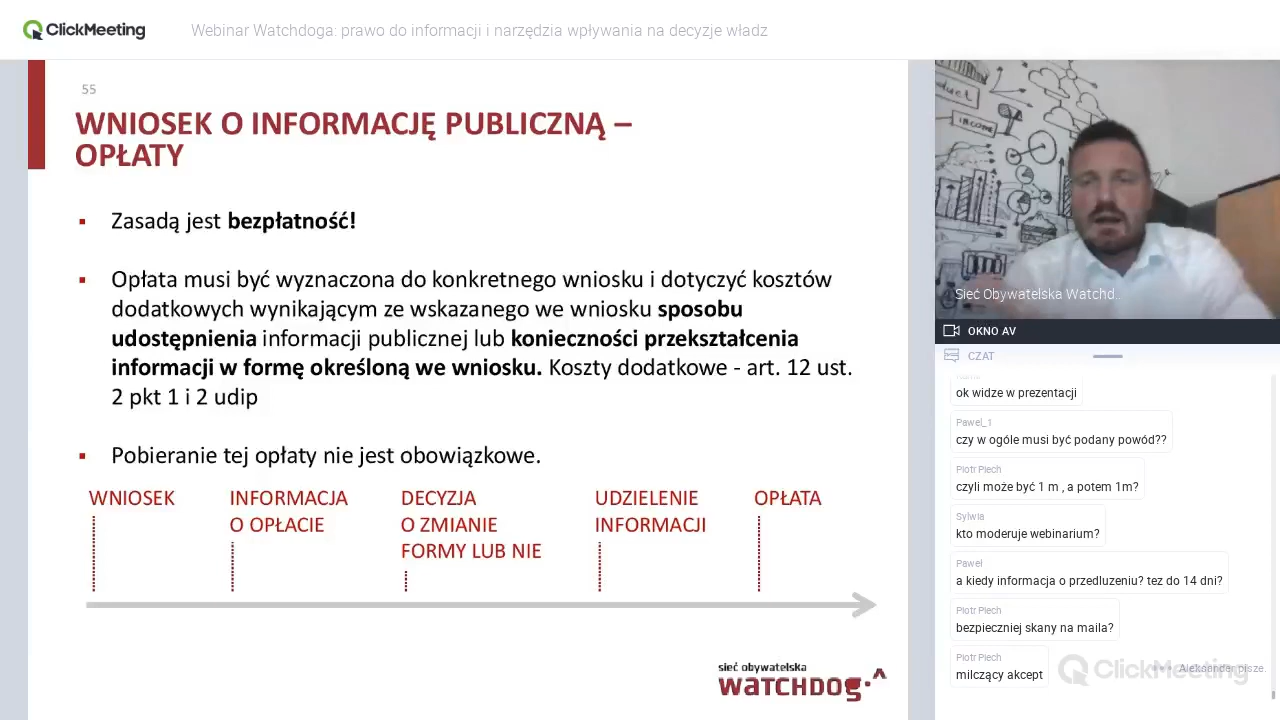 ClickMeeting
Webinar Watchdoga: prawo do informacji i narzędzia wpływania na decyzje władz
55
WNIOSEK O INFORMACJĘ PUBLICZNĄ –
OPŁATY
▪ Zasadą jest bezpłatność!
▪ Opłata musi być wyznaczona do konkretnego wniosku i dotyczyć kosztów
dodatkowych wynikającym ze wskazanego we wniosku sposobu
udostępnienia informacji publicznej lub konieczności przekształcenia
informacji w formę określoną we wniosku. Koszty dodatkowe - art. 12 ust.
2 pkt 1 i 2 udip
▪ Pobieranie tej opłaty nie jest obowiązkowe.
WNIOSEK
INFORMACJA
O OPŁACIE
DECYZJA
O ZMIANIE
FORMY LUB NIE
UDZIELENIE
INFORMACJI
OPŁATA
sieć obywatelska
WATCHDOG
INCOME
Sieć Obywatelska Watchd..
OKNO AV
CZAT
ok widze w prezentacji
Pawel_1
czy w ogóle musi być podany powód??
Piotr Piech
czyli może być 1 m , a potem 1m?
Sylwia
kto moderuje webinarium?
Paweł
a kiedy informacja o przedluzeniu? tez do 14 dni?
Piotr Piech
bezpieczniej skany na maila?
Piotr Piech
milczący akcept
ClickMeeting
Aleksander pisze.